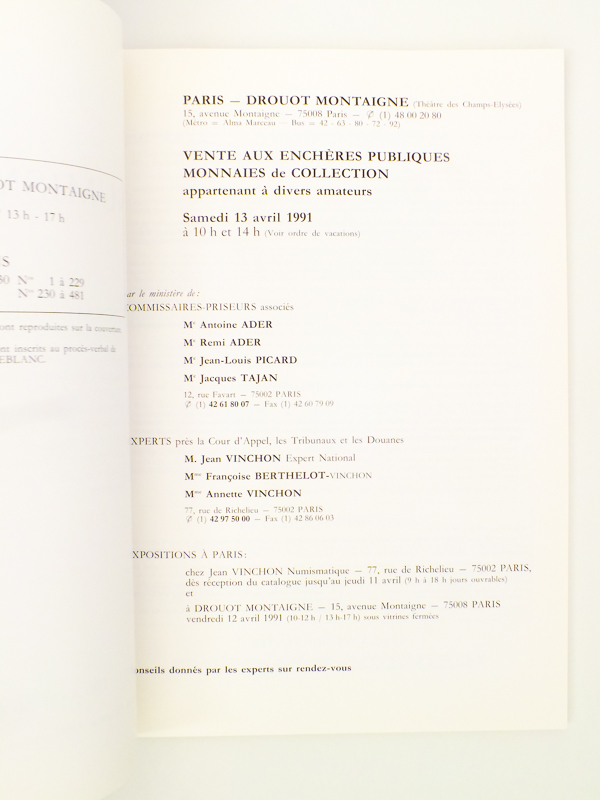 OT MONTAIGNE
13 h - 17 h
S
30 Nos 1 à 229
Nos 230 à 481
ont reproduites sur la couverture
nt inscrits au procès-verbal de
EBLANC.
PARIS — DROUOT MONTAIGNE (Théâtre des Champs-Elysées)
15, avenue Montaigne — 75008 Paris — ✆ (1) 48 00 20 80
(Métro = Alma Marceau — Bus = 42 - 63 - 80 - 72 - 92)
VENTE AUX ENCHÈRES PUBLIQUES
MONNAIES de COLLECTION
appartenant à divers amateurs
Samedi 13 avril 1991
à 10 h et 14 h (Voir ordre de vacations)
ar le ministère de :
COMMISSAIRES-PRISEURS associés
Me Antoine ADER
Me Remi ADER
Me Jean-Louis PICARD
Me Jacques TAJAN
12, rue Favart — 75002 PARIS
✆ (1) 42 61 80 07 — Fax (1) 42 60 79 09
EXPERTS près la Cour d'Appel, les Tribunaux et les Douanes
M. Jean VINCHON Expert National
Mme Françoise BERTHELOT-VINCHON
Mme Annette VINCHON
77, rue de Richelieu — 75002 PARIS
✆ (1) 42 97 50 00 — Fax (1) 42 86 06 03
EXPOSITIONS À PARIS :
chez Jean VINCHON Numismatique — 77, rue de Richelieu — 75002 PARIS,
dès réception du catalogue jusqu'au jeudi 11 avril (9 h à 18 h jours ouvrables)
et
à DROUOT MONTAIGNE — 15, avenue Montaigne — 75008 PARIS
vendredi 12 avril 1991 (10-12 h / 13 h-17 h) sous vitrines fermées
onseils donnés par les experts sur rendez-vous